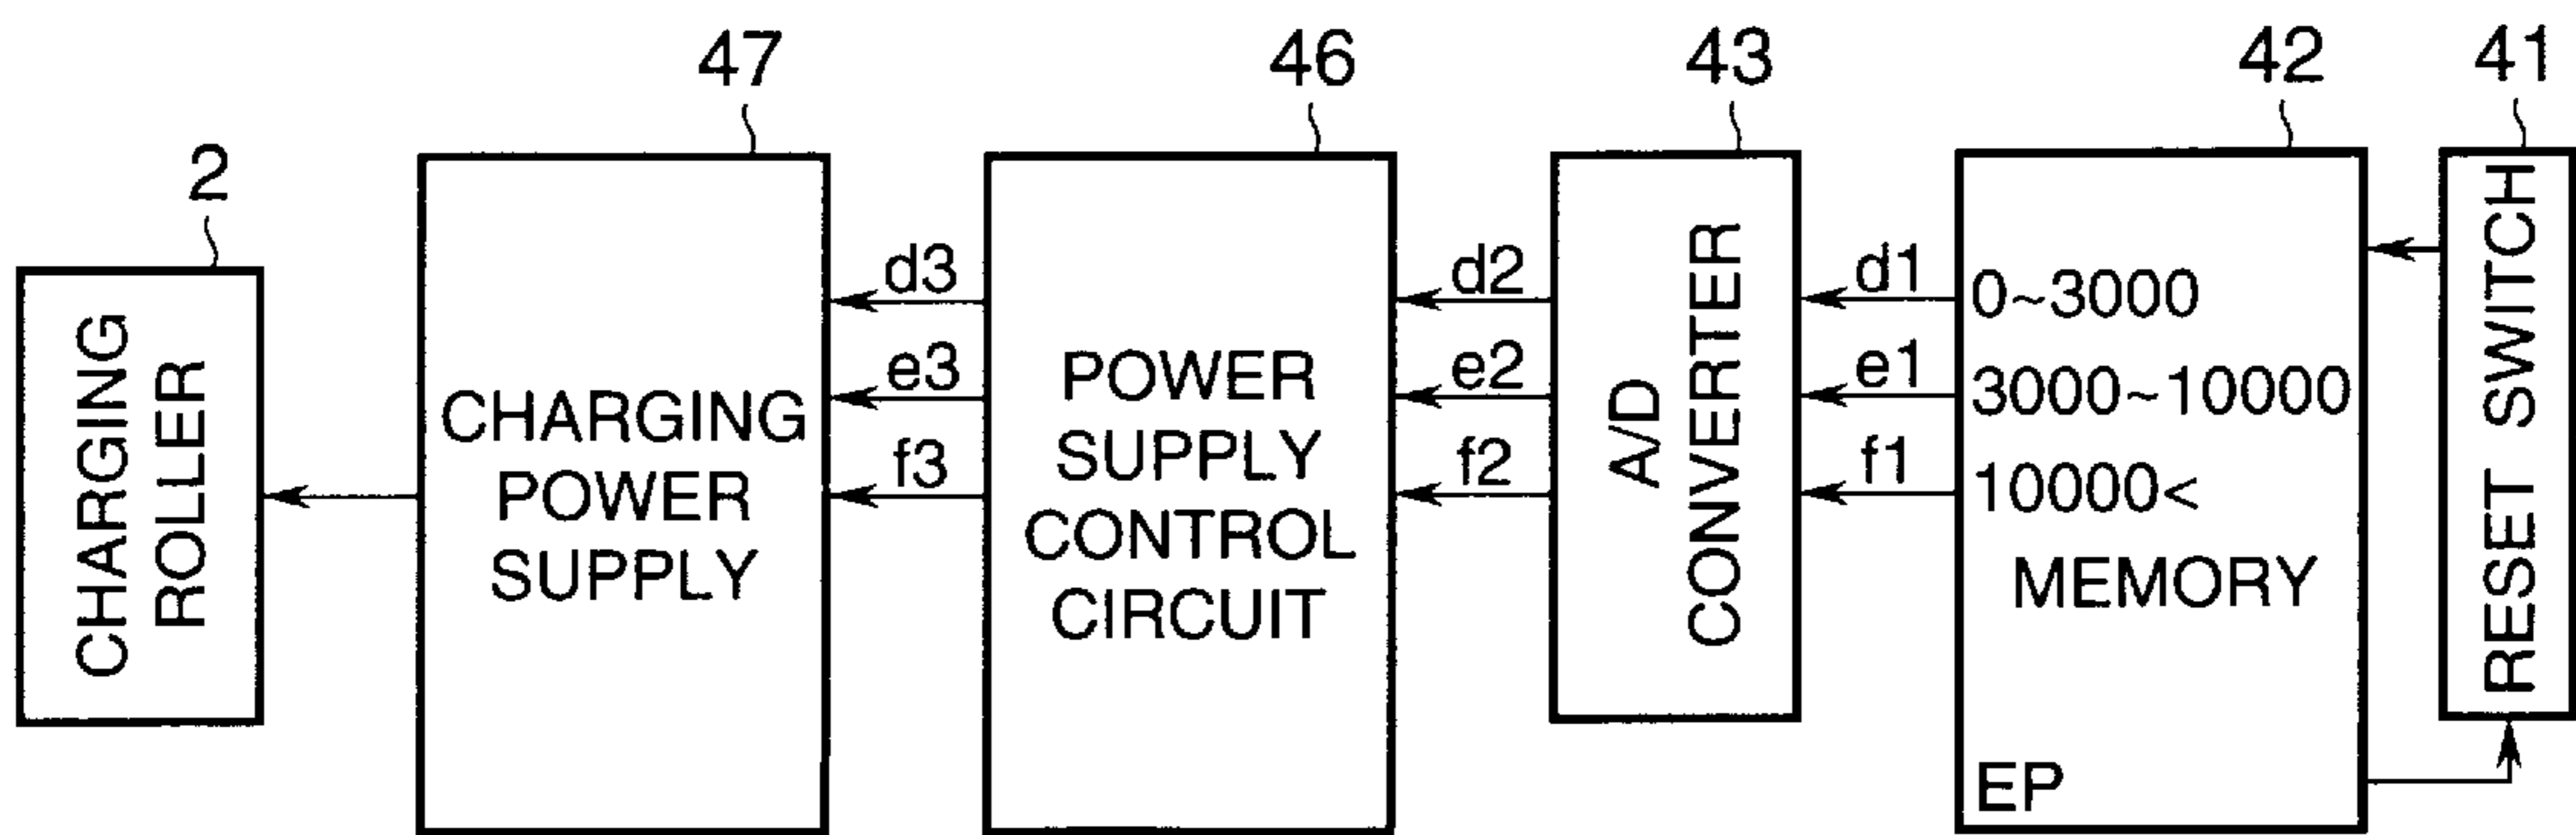 47
46
43
42
41
2
CHARGING
ROLLER
CHARGING
POWER
SUPPLY
d3
e3
f3
POWER
SUPPLY
CONTROL
CIRCUIT
d2
e2
f2
A/D
CONVERTER
d1
e1
f1
0~3000
3000~10000
10000<
MEMORY
EP
RESET SWITCH